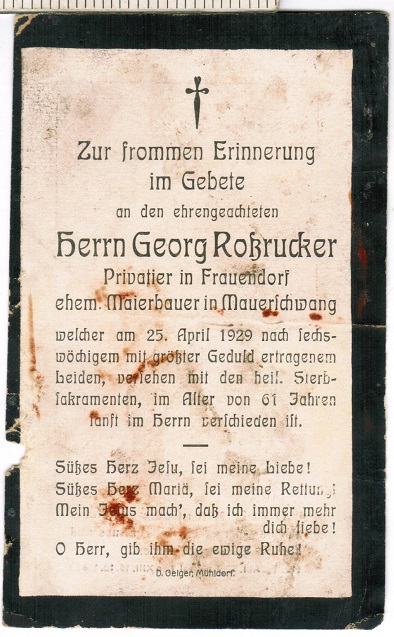 Zur frommen Erinnerung
im Gebete
an den ehrengeachteten
Herrn Georg Roßrucker
Privatier in Frauendorf
ehem. Maierbauer in Mauerschwang
welcher am 25. April 1929 nach sechs-
wöchigem mit größter Geduld ertragenem
Leiden, versehen mit den heil. Sterb-
sakramenten, im Alter von 61 Jahren
sanft im Herrn verschieden ist.
Süßes Herz Jesu, sei meine Liebe!
Süßes Herz Mariä, sei meine Rettung!
Mein Jesus mach', daß ich immer mehr
dich liebe!
O Herr, gib ihm die ewige Ruhe!
D. Geiger, Mühldorf.